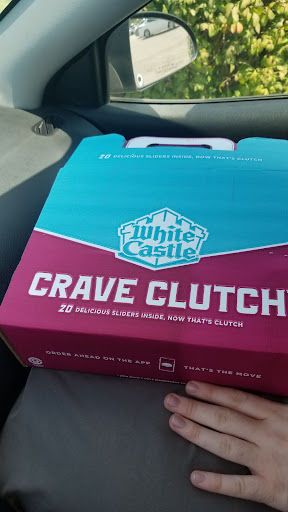 20 DELICIOUS SLIDERS INSIDE, NOW THAT'S CLUTCH
White
Castle
CRAVE CLUTCH
20 DELICIOUS SLIDERS INSIDE, NOW THAT'S CLUTCH
ORDER AHEAD ON THE APP THAT'S THE MOVE